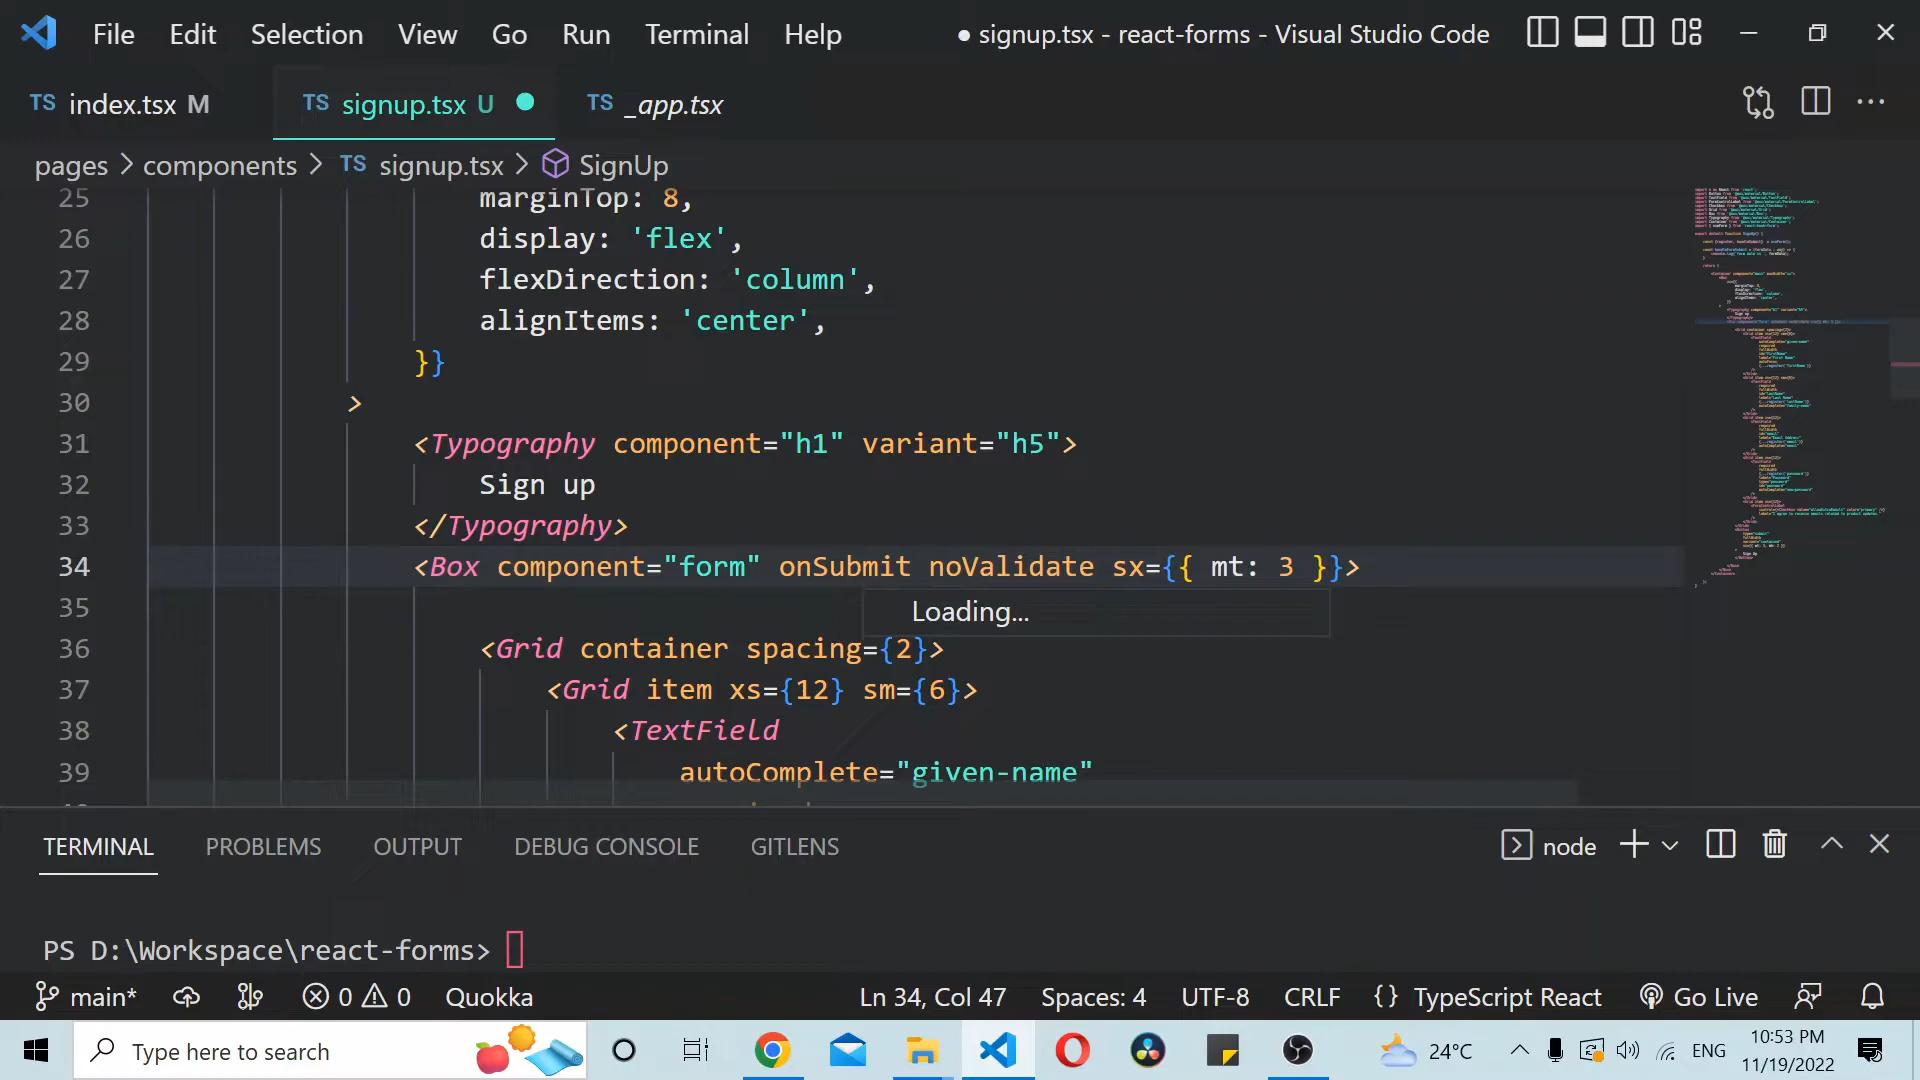 File Edit Selection View Go Run Terminal Help ● signup.tsx - react-forms - Visual Studio Code
TS index.tsx M TS signup.tsx U TS _app.tsx
pages > components > TS signup.tsx > SignUp
25 marginTop: 8,
26 display: 'flex',
27 flexDirection: 'column',
28 alignItems: 'center',
29 }}
30 >
31 <Typography component="h1" variant="h5">
32 Sign up
33 </Typography>
34 <Box component="form" onSubmit noValidate sx={{ mt: 3 }}>
35
Loading...
36 <Grid container spacing={2}>
37 <Grid item xs={12} sm={6}>
38 <TextField
39 autoComplete="given-name"
TERMINAL PROBLEMS OUTPUT DEBUG CONSOLE GITLENS node
PS D:\Workspace\react-forms>
main* 0 0 Quokka Ln 34, Col 47 Spaces: 4 UTF-8 CRLF {} TypeScript React Go Live
Type here to search 24°C ENG 10:53 PM
11/19/2022